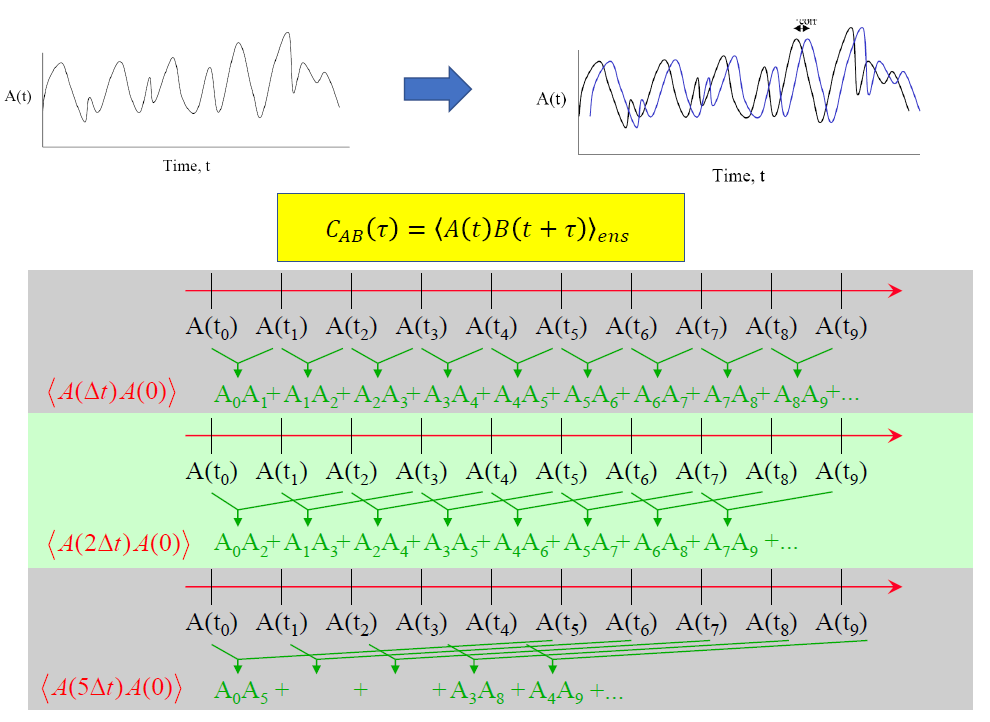 corr
A(t)
A(t)
Time, t
Time, t
C_AB(τ) = ⟨A(t)B(t + τ)⟩_ens
A(t₀) A(t₁) A(t₂) A(t₃) A(t₄) A(t₅) A(t₆) A(t₇) A(t₈) A(t₉)
⟨A(Δt)A(0)⟩ A₀A₁+ A₁A₂+ A₂A₃+ A₃A₄+ A₄A₅+ A₅A₆+ A₆A₇+ A₇A₈+ A₈A₉+...
A(t₀) A(t₁) A(t₂) A(t₃) A(t₄) A(t₅) A(t₆) A(t₇) A(t₈) A(t₉)
⟨A(2Δt)A(0)⟩ A₀A₂+ A₁A₃+ A₂A₄+ A₃A₅+ A₄A₆+ A₅A₇+ A₆A₈+ A₇A₉ +...
A(t₀) A(t₁) A(t₂) A(t₃) A(t₄) A(t₅) A(t₆) A(t₇) A(t₈) A(t₉)
⟨A(5Δt)A(0)⟩ A₀A₅ + + + A₃A₈ + A₄A₉ +...